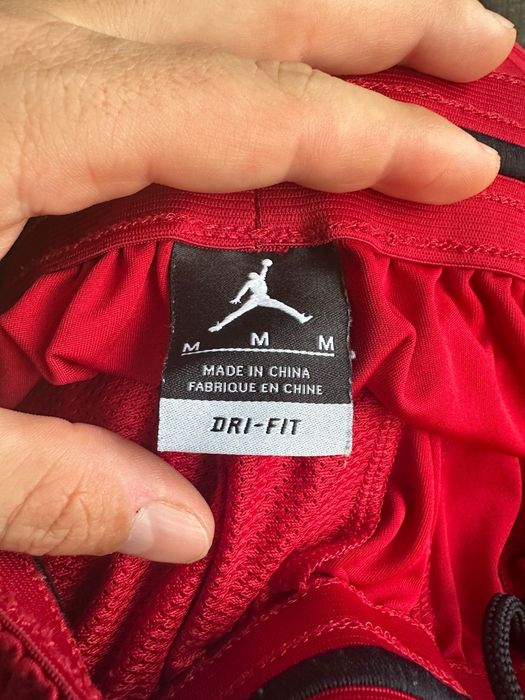 M M M
MADE IN CHINA
FABRIQUE EN CHINE
DRI-FIT